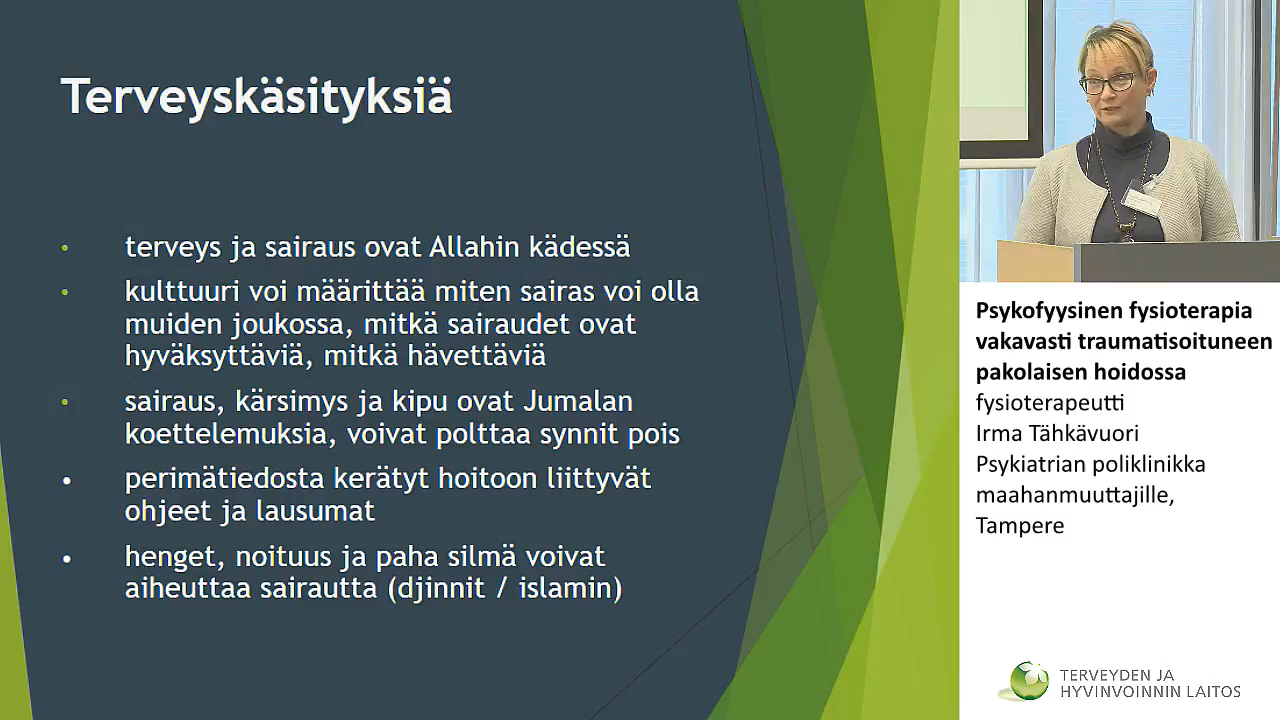 Terveyskäsityksiä
• terveys ja sairaus ovat Allahin kädessä
• kulttuuri voi määrittää miten sairas voi olla
muiden joukossa, mitkä sairaudet ovat
hyväksyttäviä, mitkä hävettäviä
• sairaus, kärsimys ja kipu ovat Jumalan
koettelemuksia, voivat polttaa synnit pois
• perimätiedosta kerätyt hoitoon liittyvät
ohjeet ja lausumat
• henget, noituus ja paha silmä voivat
aiheuttaa sairautta (djinnit / islamin)
Psykofyysinen fysioterapia
vakavasti traumatisoituneen
pakolaisen hoidossa
fysioterapeutti
Irma Tähkävuori
Psykiatrian poliklinikka
maahanmuuttajille,
Tampere
TERVEYDEN JA
HYVINVOINNIN LAITOS